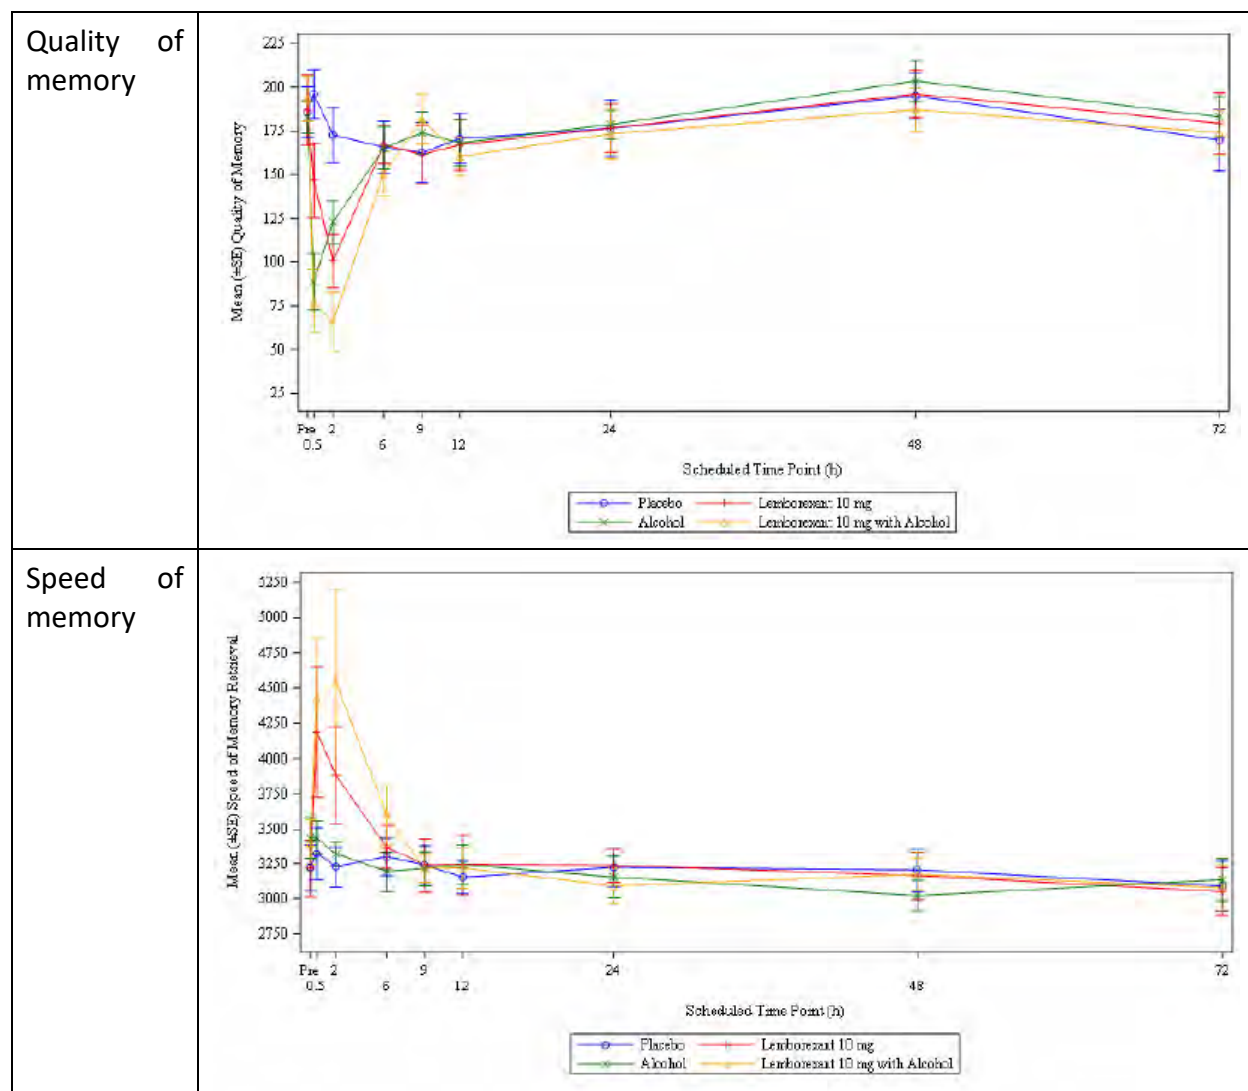 Quality of
memory
225
200
175
150
125
100
75
50
25
Mean (±SE) Quality of Memory
Pre 2 9 24 48 72
0.5 6 12
Scheduled Time Point (h)
Placebo Lemborexant 10 mg
Alcohol Lemborexant 10 mg with Alcohol
Speed of
memory
5250
5000
4750
4500
4250
4000
3750
3500
3250
3000
2750
Mean (±SE) Speed of Memory Retrieval
Pre 2 9 24 72
0.5 6 12 48
Scheduled Time Point (h)
Placebo Lemborexant 10 mg
Alcohol Lemborexant 10 mg with Alcohol